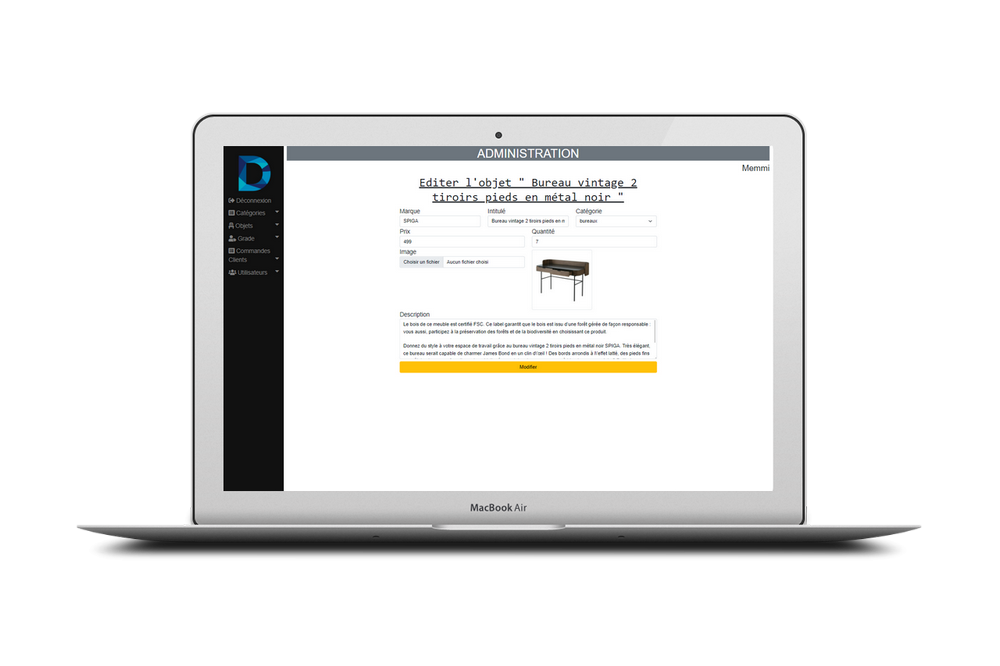 ADMINISTRATION
Memmi
D
Déconnexion
Catégories
Objets
Grade
Commandes
Clients
Utilisateurs
Editer l'objet " Bureau vintage 2
tiroirs pieds en métal noir "
Marque Intitulé Catégorie
SPIGA Bureau vintage 2 tiroirs pieds en n bureaux
Prix Quantité
499 7
Image
Choisir un fichier Aucun fichier choisi
Description
Le bois de ce meuble est certifié FSC. Ce label garantit que le bois est issu d'une forêt gérée de façon responsable :
vous aussi, participez à la préservation des forêts et de la biodiversité en choisissant ce produit
Donnez du style à votre espace de travail grâce au bureau vintage 2 tiroirs pieds en métal noir SPIGA. Très élégant,
ce bureau serait capable de charmer James Bond en un clin d'œil ! Des bords arrondis à l'effet latté, des pieds fins
Modifier
MacBook Air